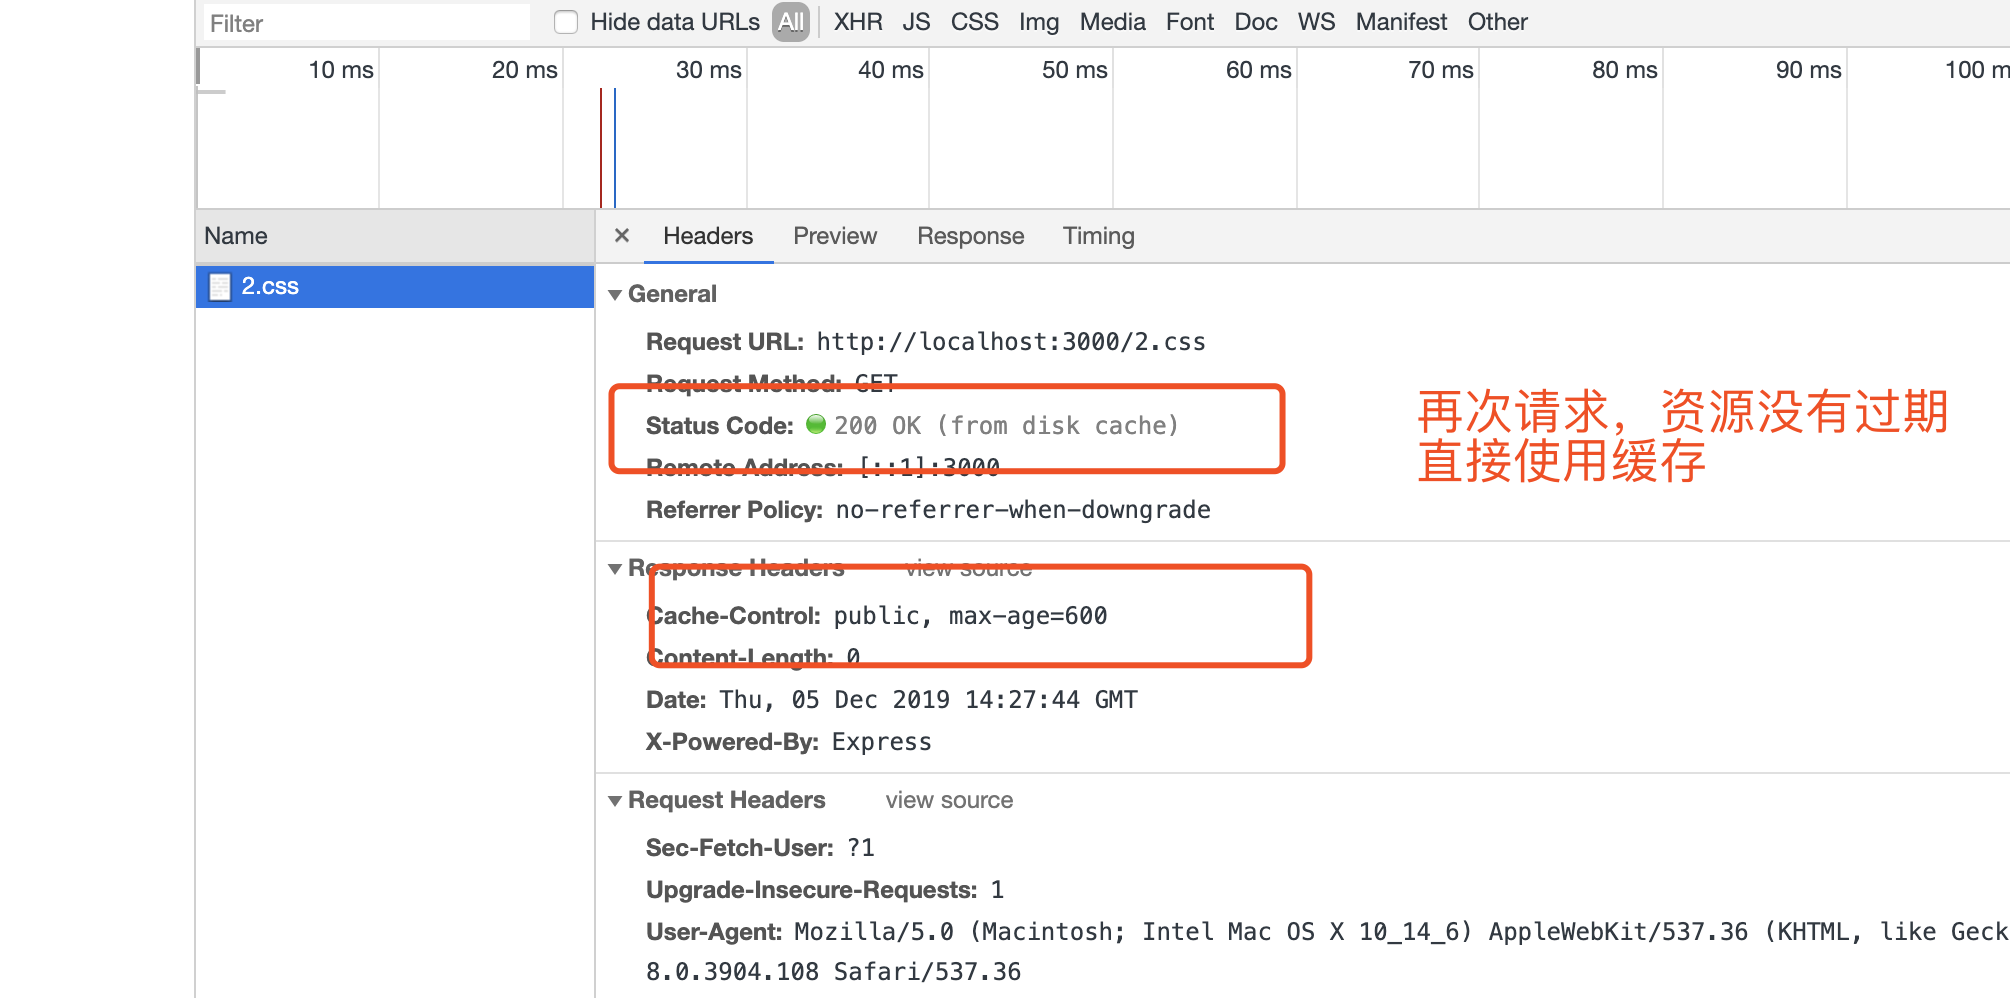 Filter Hide data URLs All XHR JS CSS Img Media Font Doc WS Manifest Other
10 ms 20 ms 30 ms 40 ms 50 ms 60 ms 70 ms 80 ms 90 ms 100 m
Name
× Headers Preview Response Timing
2.css
General
Request URL: http://localhost:3000/2.css
Request Method: GET
Status Code: 200 OK (from disk cache)
Remote Address: [::1]:3000
Referrer Policy: no-referrer-when-downgrade
再次请求，资源没有过期
直接使用缓存
Response Headers view source
Cache-Control: public, max-age=600
Content-Length: 0
Date: Thu, 05 Dec 2019 14:27:44 GMT
X-Powered-By: Express
Request Headers view source
Sec-Fetch-User: ?1
Upgrade-Insecure-Requests: 1
User-Agent: Mozilla/5.0 (Macintosh; Intel Mac OS X 10_14_6) AppleWebKit/537.36 (KHTML, like Geck
8.0.3904.108 Safari/537.36